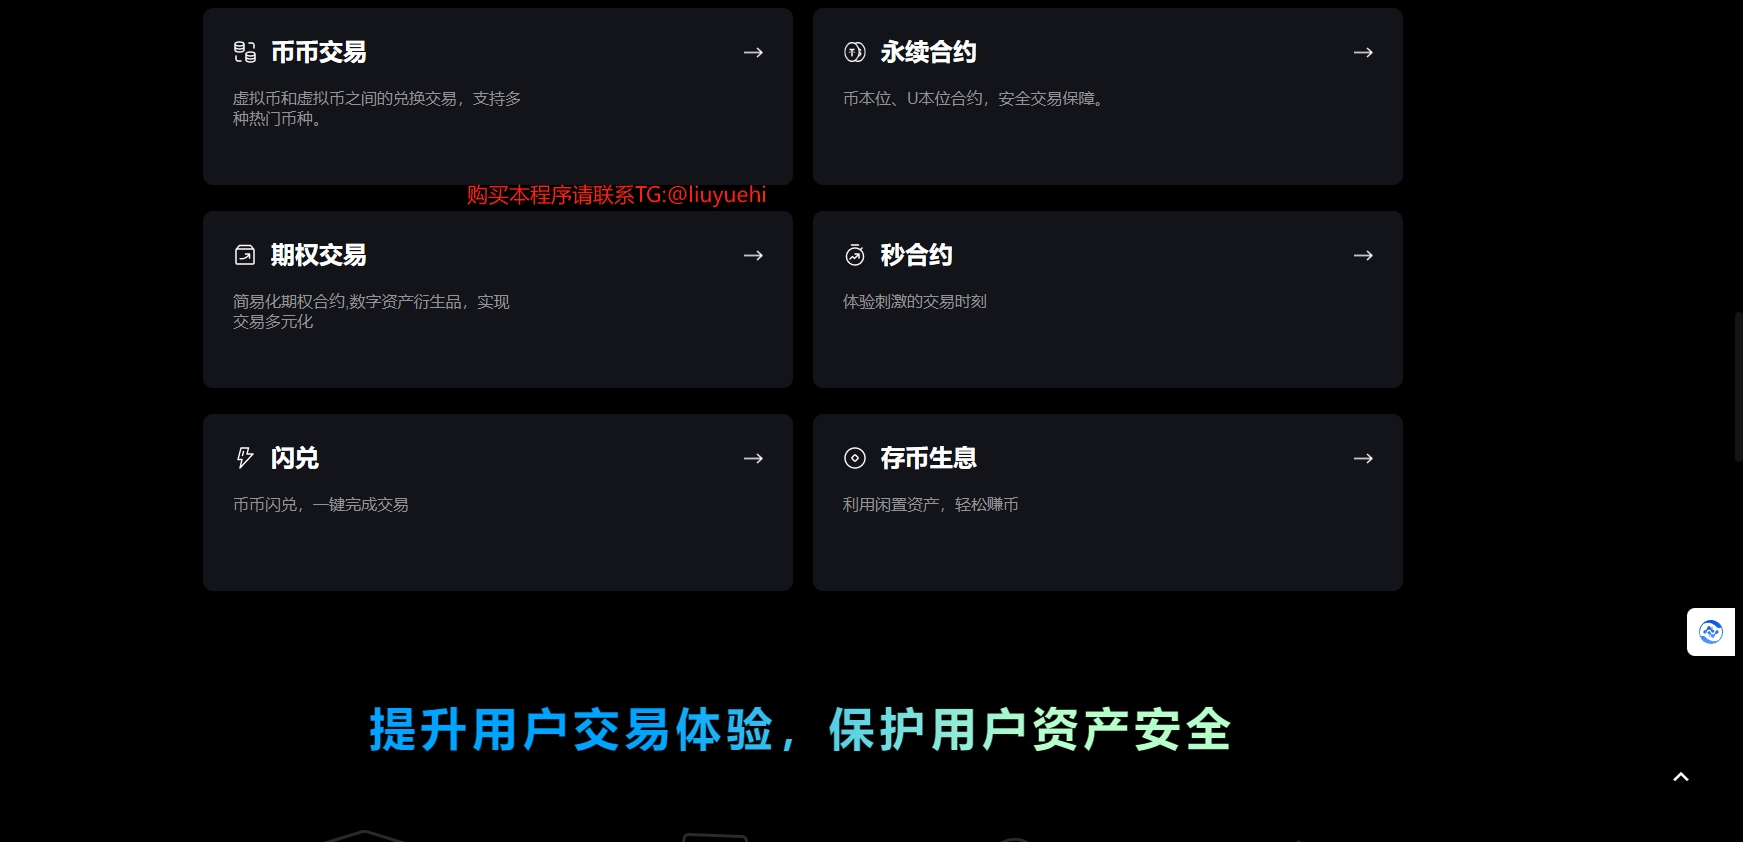 币币交易
虚拟币和虚拟币之间的兑换交易，支持多
种热门币种。
永续合约
币本位、U本位合约，安全交易保障。
购买本程序请联系TG:@liuyuehi
期权交易
简易化期权合约,数字资产衍生品，实现
交易多元化
秒合约
体验刺激的交易时刻
闪兑
币币闪兑，一键完成交易
存币生息
利用闲置资产，轻松赚币
提升用户交易体验，保护用户资产安全